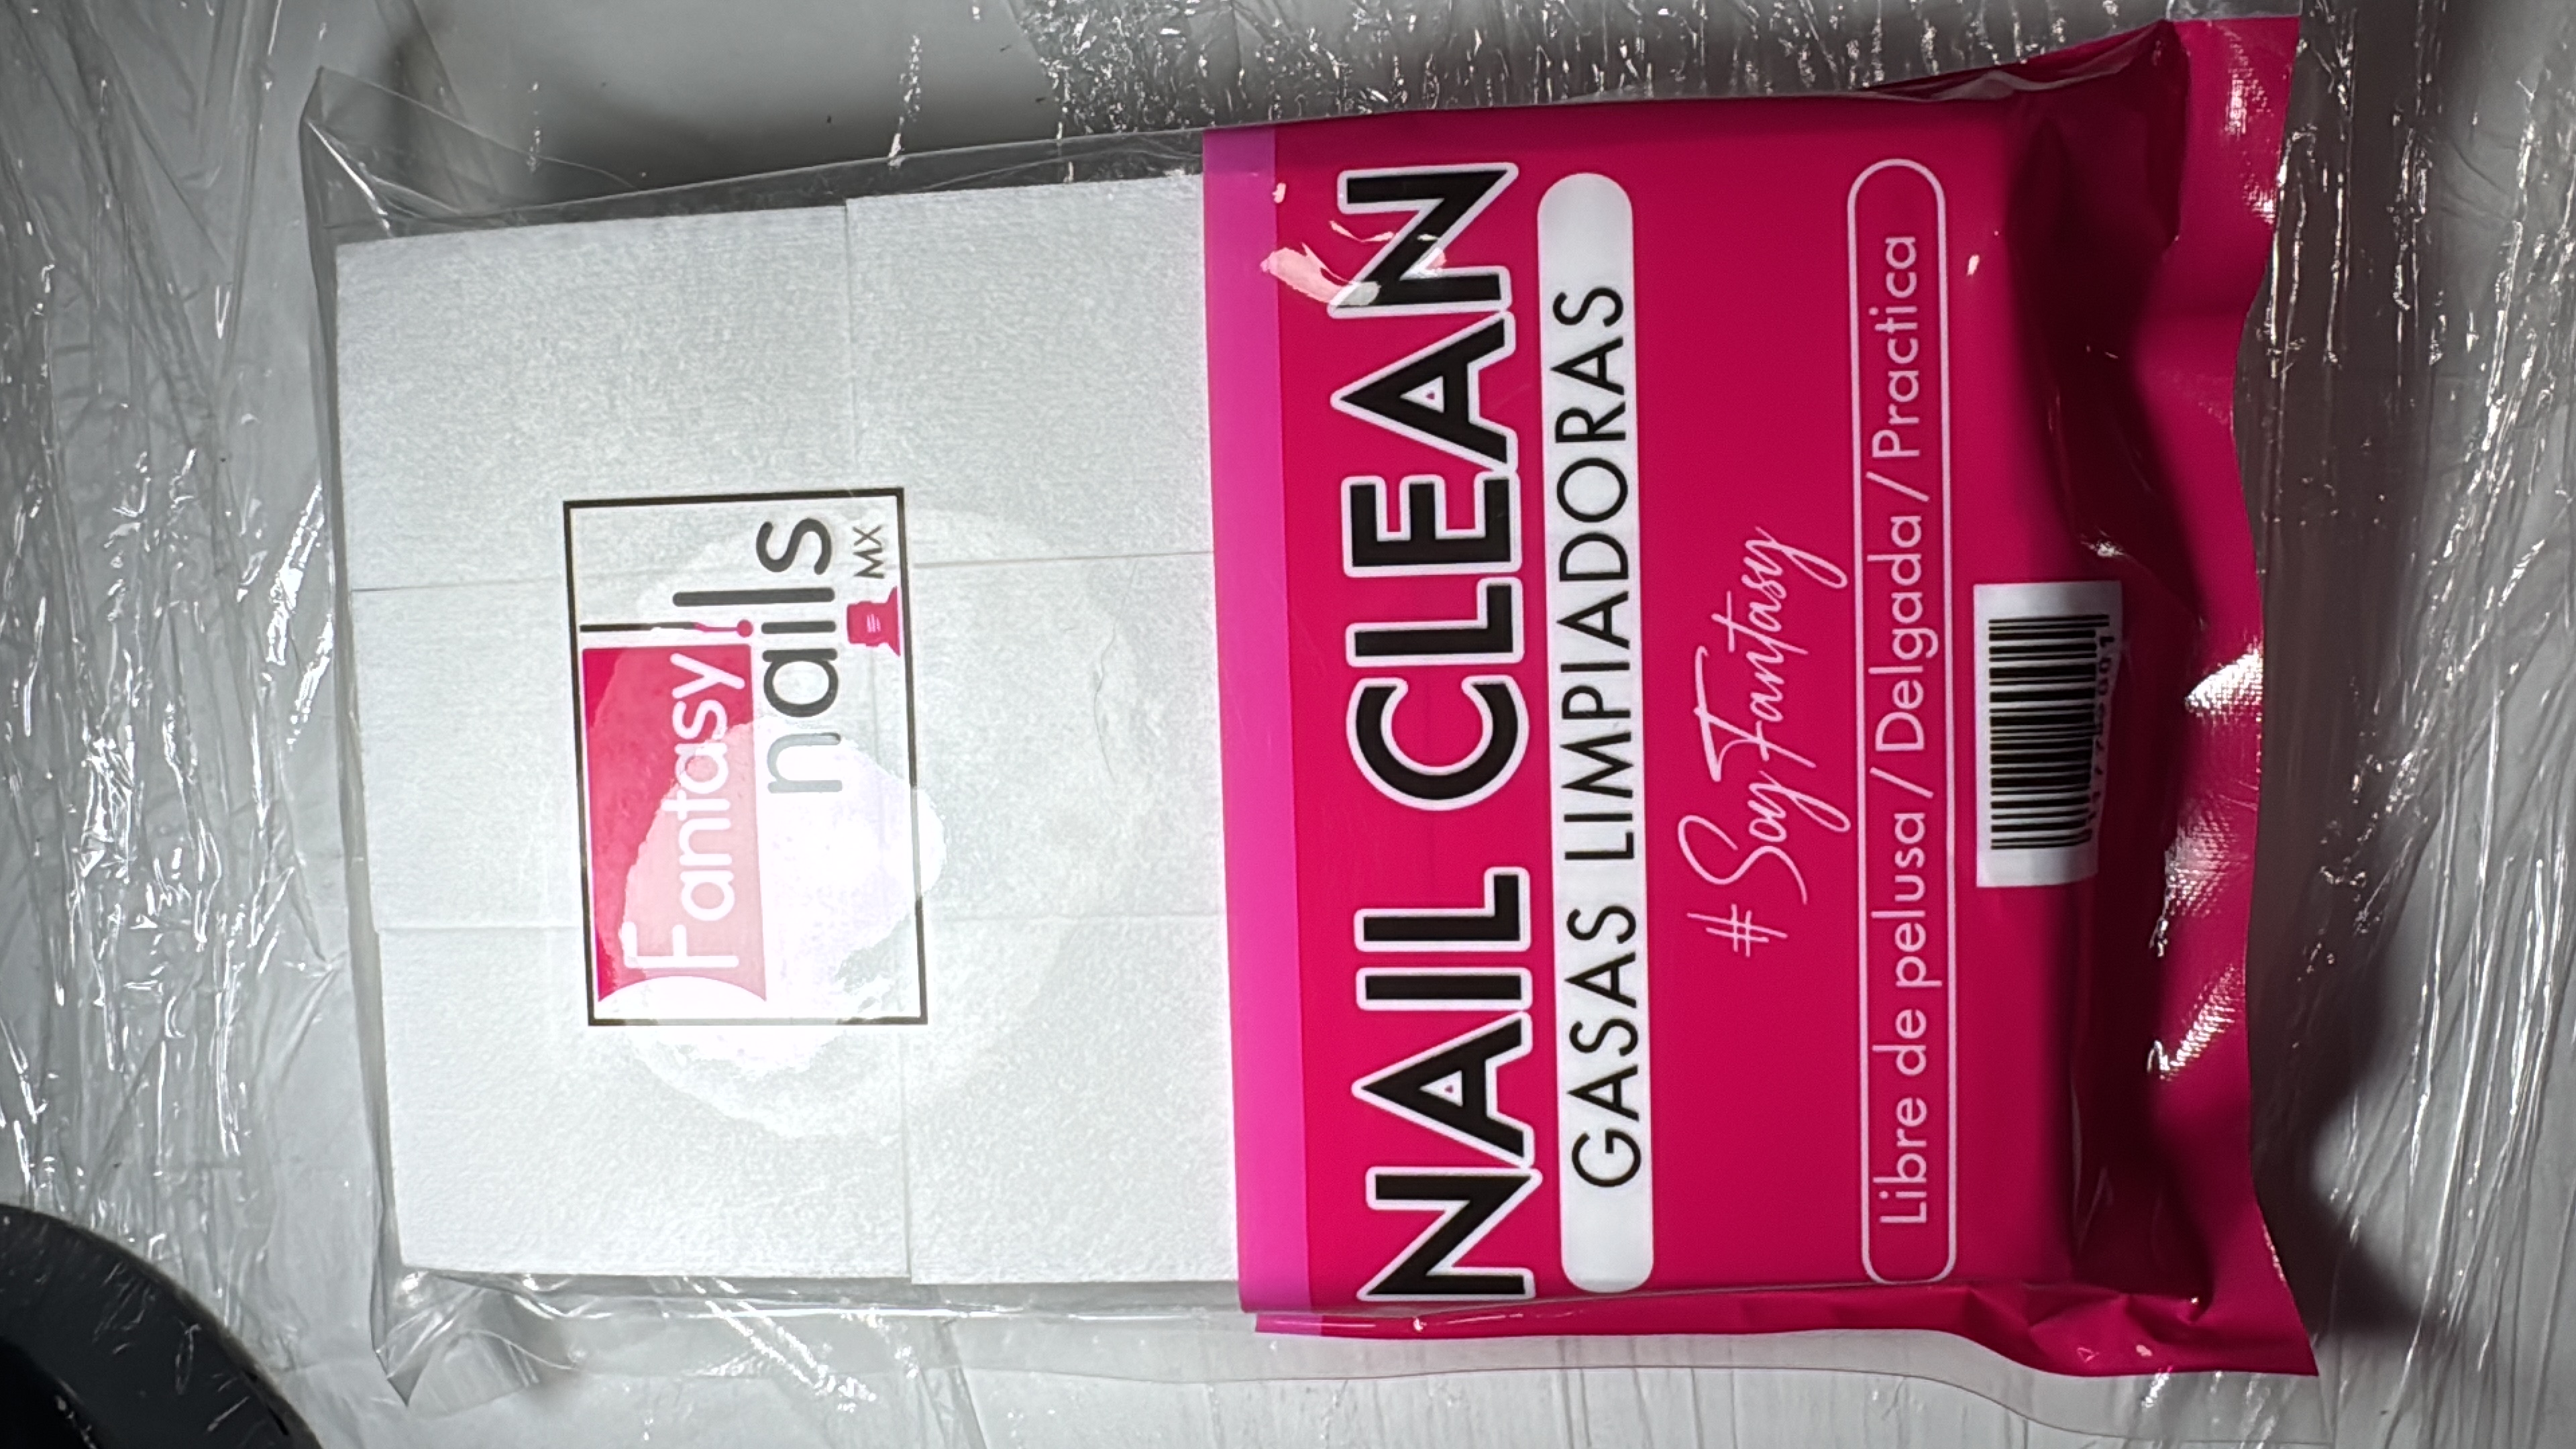 Fantasy
nails
MX
NAIL CLEAN
GASAS LIMPIADORAS
#SoyFantasy
Libre de pelusa / Delgada / Practica